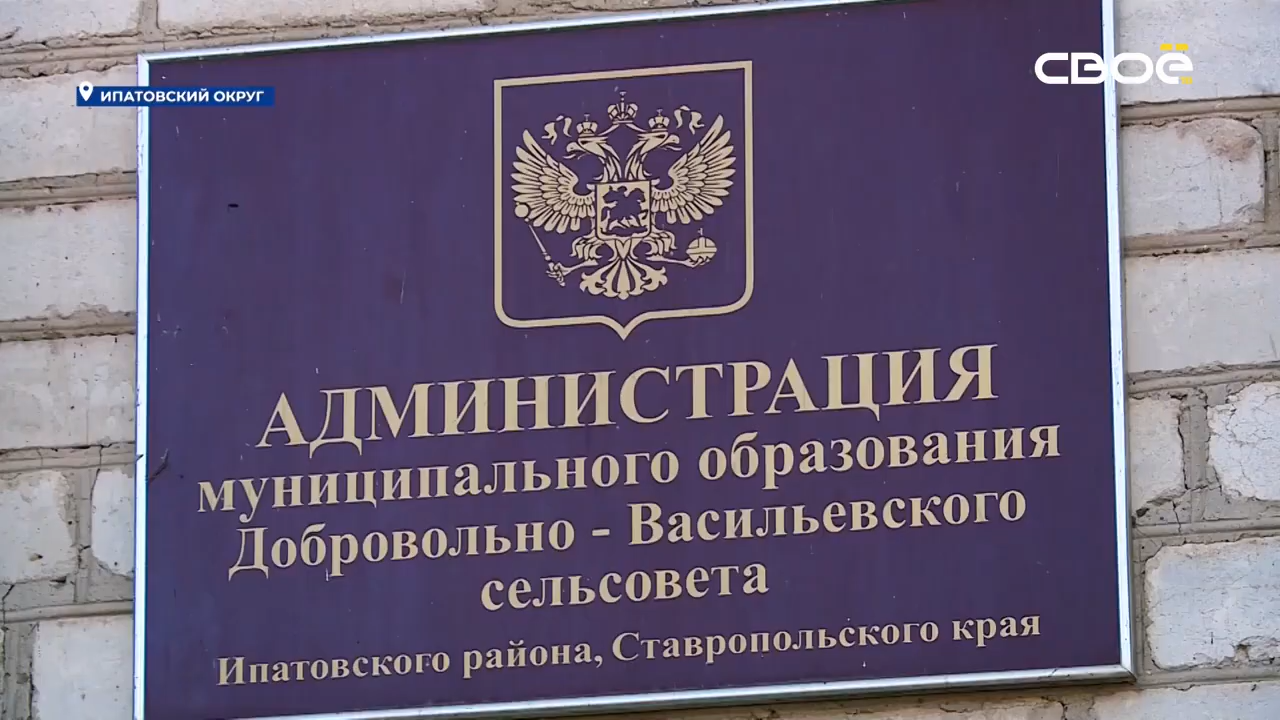 ИПАТОВСКИЙ ОКРУГ
СВОЁ
АДМИНИСТРАЦИЯ
муниципального образования
Добровольно - Васильевского
сельсовета
Ипатовского района, Ставропольского края